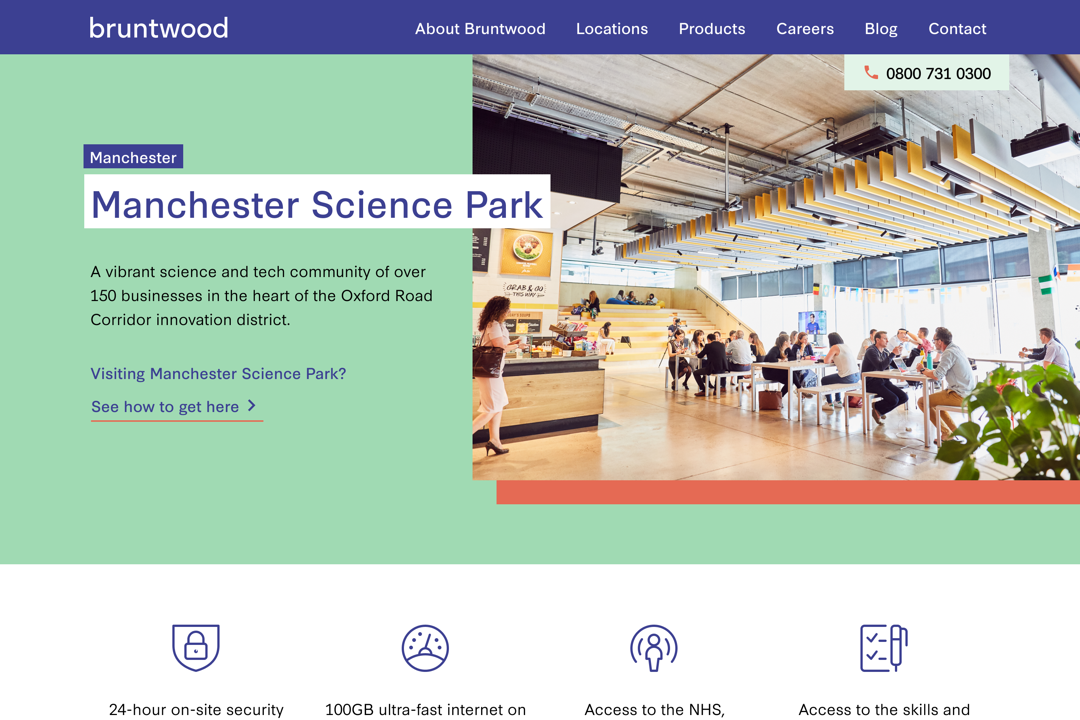 bruntwood
About Bruntwood
Locations
Products
Careers
Blog
Contact
0800 731 0300
Manchester
Manchester Science Park
A vibrant science and tech community of over
150 businesses in the heart of the Oxford Road
Corridor innovation district.
Visiting Manchester Science Park?
See how to get here
GRAB & GO
THIS WAY
24-hour on-site security
100GB ultra-fast internet on
Access to the NHS,
Access to the skills and